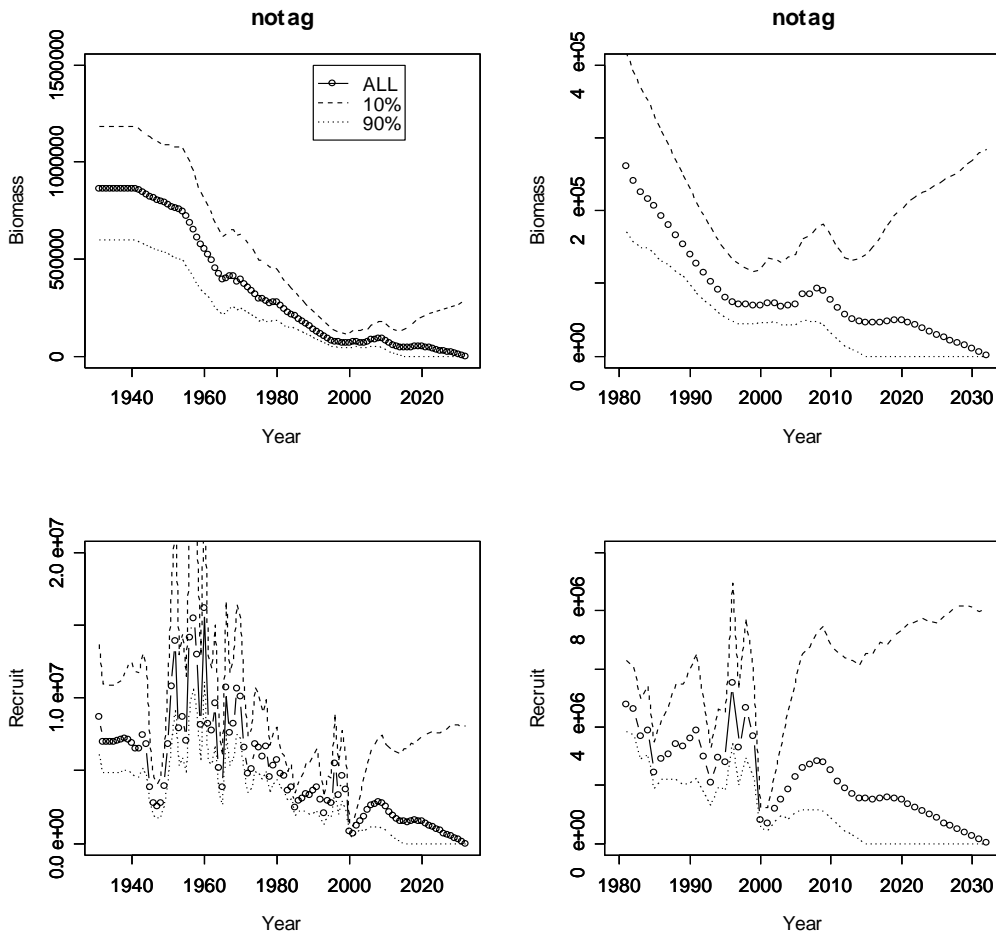 notag
Biomass
1500000
1000000
500000
0
ALL
10%
90%
1940 1960 1980 2000 2020
Year
notag
Biomass
4 e+05
2 e+05
0 e+00
1980 1990 2000 2010 2020 2030
Year
Recruit
2.0 e+07
1.0 e+07
0.0 e+00
1940 1960 1980 2000 2020
Year
Recruit
8 e+06
4 e+06
0 e+00
1980 1990 2000 2010 2020 2030
Year